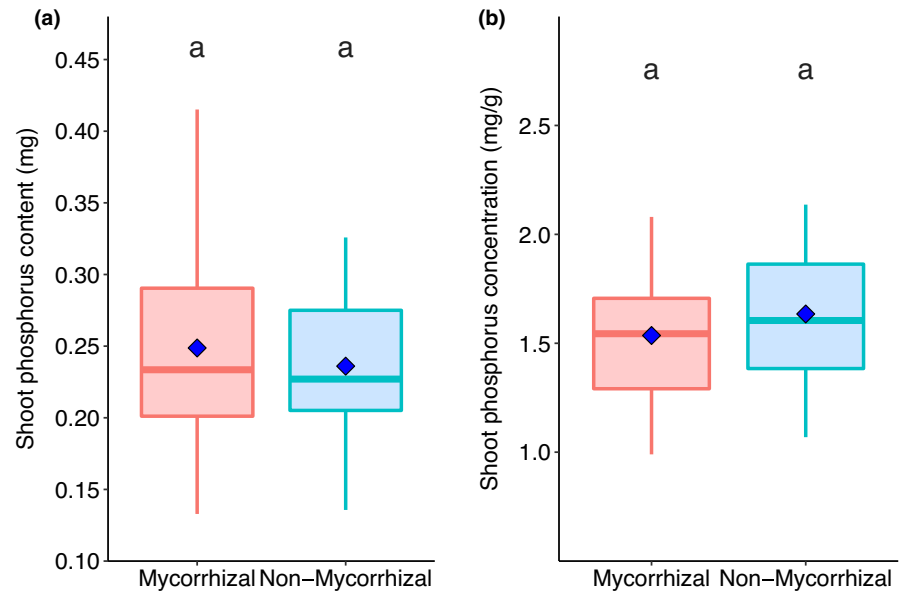 (a)
a a
Shoot phosphorus content (mg)
0.45
0.40
0.35
0.30
0.25
0.20
0.15
0.10
Mycorrhizal Non−Mycorrhizal
(b)
a a
Shoot phosphorus concentration (mg/g)
2.5
2.0
1.5
1.0
Mycorrhizal Non−Mycorrhizal